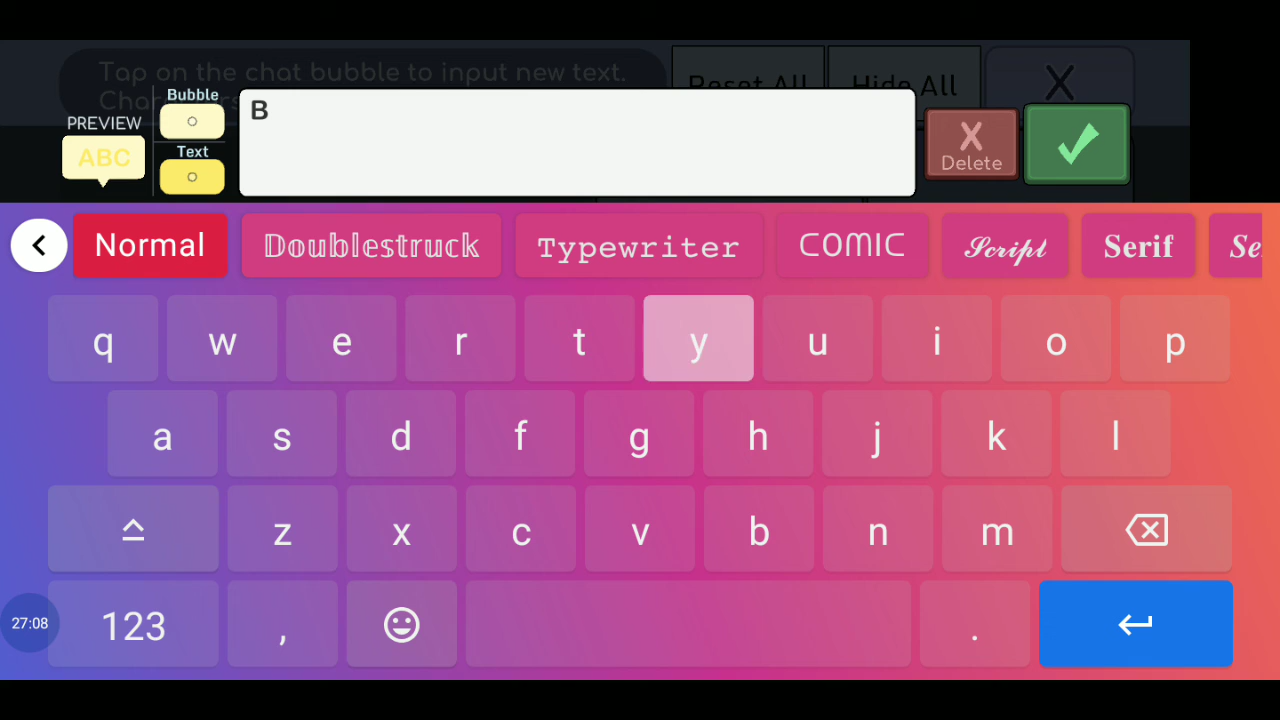 Tap on the chat bubble to input new text.
Reset All
Hide All
X
Bubble
PREVIEW
ABC
Text
B
X
Delete
Normal
𝔻𝕠𝕦𝕓𝕝𝕖𝕤𝕥𝕣𝕦𝕔𝕜
𝚃𝚢𝚙𝚎𝚠𝚛𝚒𝚝𝚎𝚛
COMIC
𝒮𝒸𝓇𝒾𝓅𝓉
𝐒𝐞𝐫𝐢𝐟
q w e r t y u i o p
a s d f g h j k l
z x c v b n m
123 , .
27:08